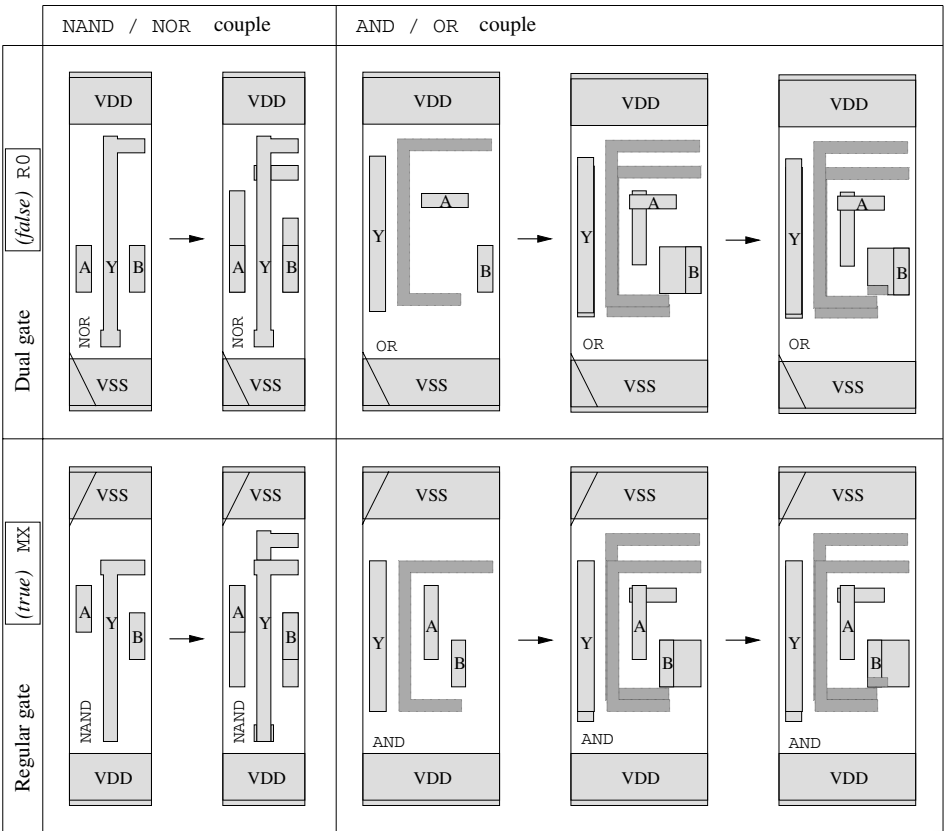 NAND / NOR couple
AND / OR couple
Dual gate (false) R0
VDD
A
Y
B
NOR
VSS
VDD
A
Y
B
NOR
VSS
VDD
Y
A
B
OR
VSS
VDD
Y
A
B
OR
VSS
VDD
Y
A
B
OR
VSS
Regular gate (true) MX
VSS
A
Y
B
NAND
VDD
VSS
A
Y
B
NAND
VDD
VSS
Y
A
B
AND
VDD
VSS
Y
A
B
AND
VDD
VSS
Y
A
B
AND
VDD